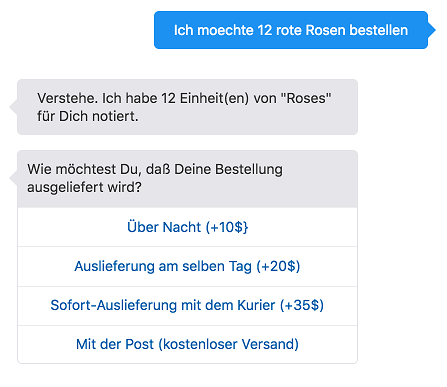 Ich moechte 12 rote Rosen bestellen
Verstehe. Ich habe 12 Einheit(en) von "Roses"
für Dich notiert.
Wie möchtest Du, daß Deine Bestellung
ausgeliefert wird?
Über Nacht (+10$}
Auslieferung am selben Tag (+20$)
Sofort-Auslieferung mit dem Kurier (+35$)
Mit der Post (kostenloser Versand)